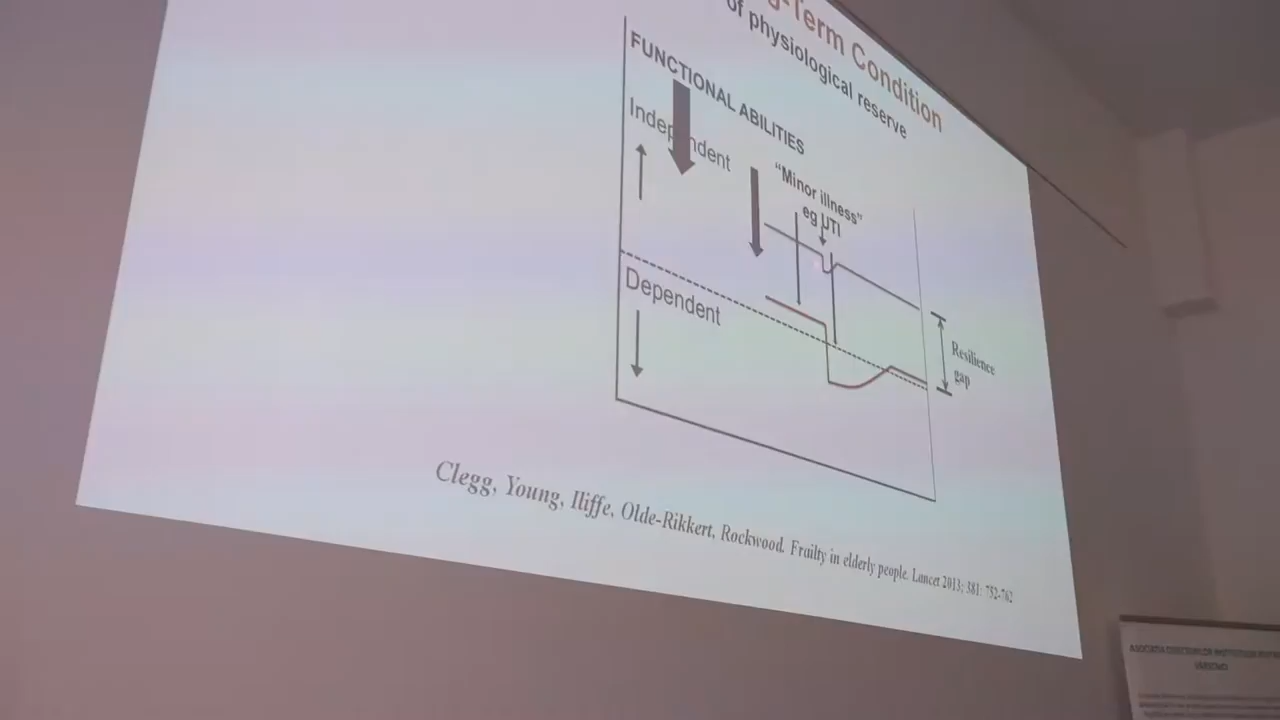 -Term Condition
of physiological reserve
FUNCTIONAL ABILITIES
Independent
"Minor illness"
eg UTI
Dependent
Resilience
gap
Clegg, Young, Iliffe, Olde-Rikkert, Rockwood. Frailty in elderly people. Lancet 2013; 381: 752-762